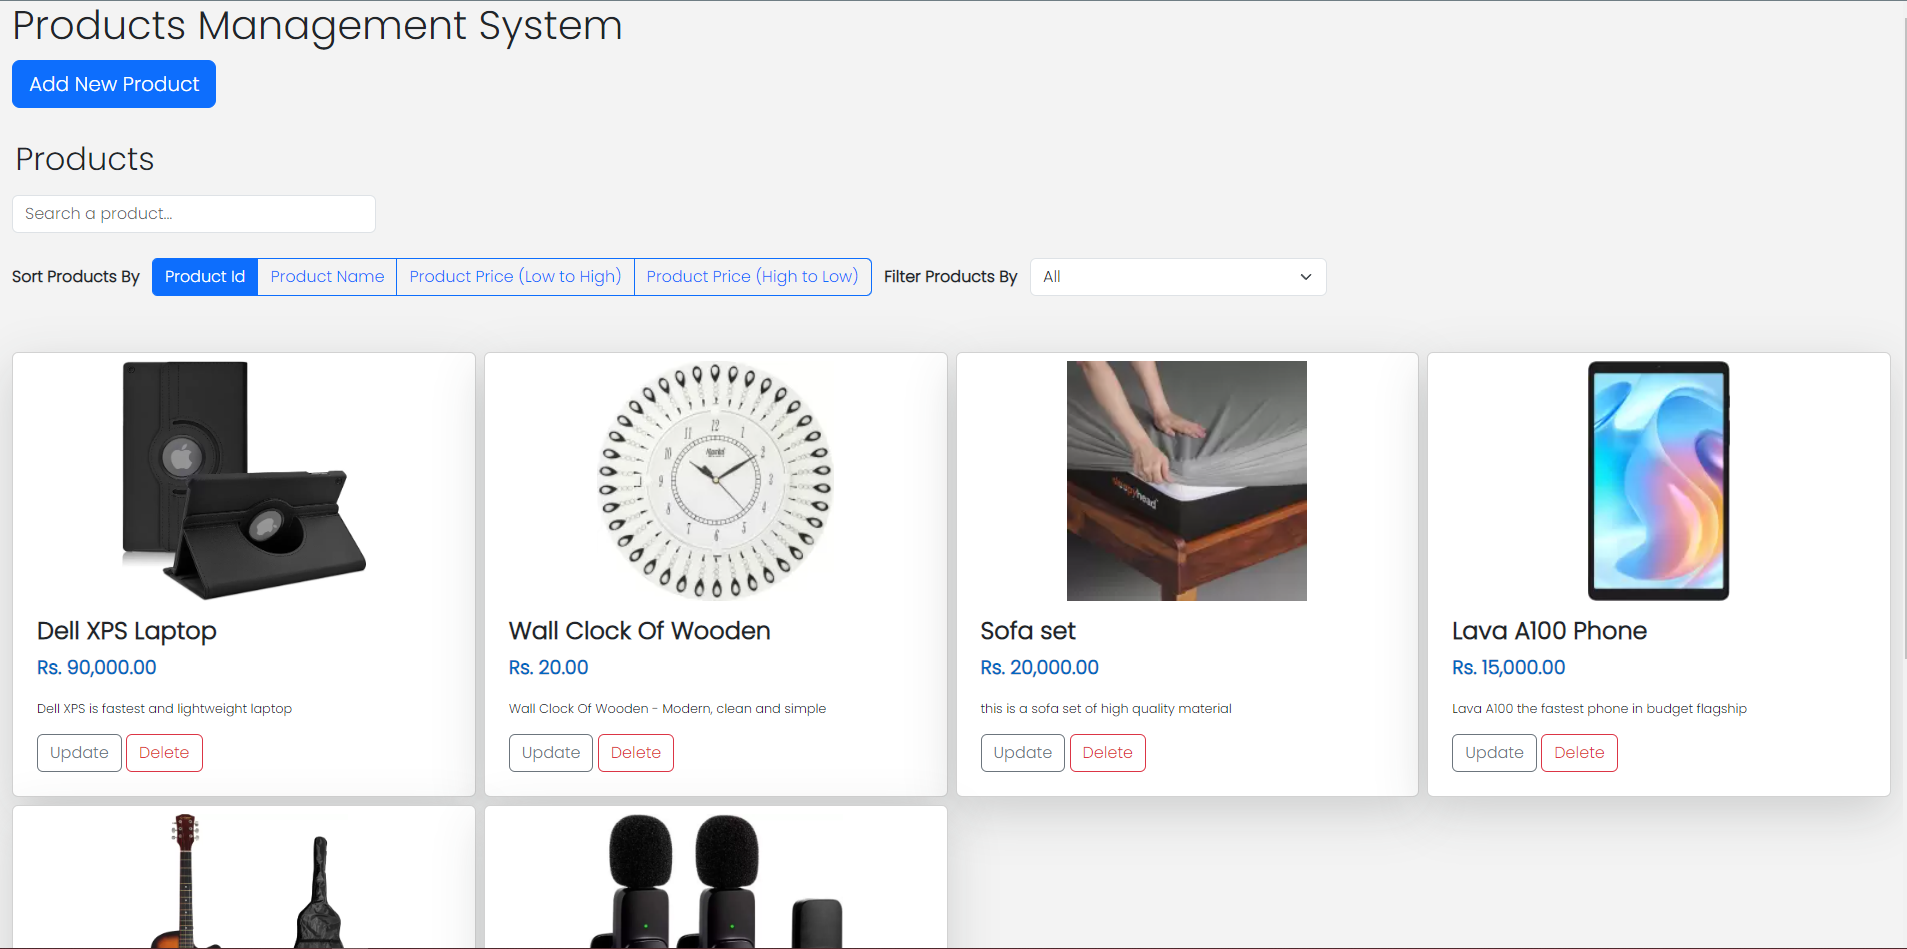 Products Management System
Add New Product
Products
Search a product...
Sort Products By Product Id Product Name Product Price (Low to High) Product Price (High to Low) Filter Products By All
Dell XPS Laptop
Rs. 90,000.00
Dell XPS is fastest and lightweight laptop
Update Delete
Wall Clock Of Wooden
Rs. 20.00
Wall Clock Of Wooden - Modern, clean and simple
Update Delete
sleepyhead
Sofa set
Rs. 20,000.00
this is a sofa set of high quality material
Update Delete
Lava A100 Phone
Rs. 15,000.00
Lava A100 the fastest phone in budget flagship
Update Delete